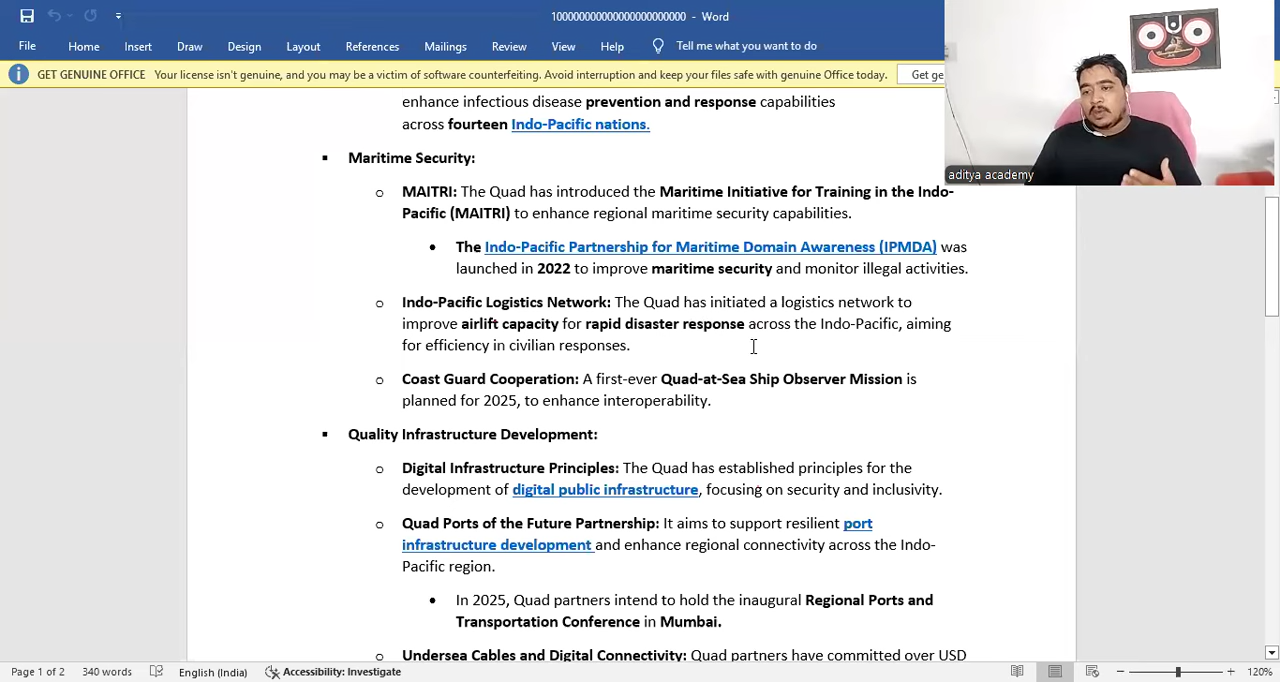 10000000000000000000000 - Word
File Home Insert Draw Design Layout References Mailings Review View Help Tell me what you want to do
GET GENUINE OFFICE Your license isn't genuine, and you may be a victim of software counterfeiting. Avoid interruption and keep your files safe with genuine Office today. Get ge
aditya academy
enhance infectious disease prevention and response capabilities
across fourteen Indo-Pacific nations.
▪ Maritime Security:
o MAITRI: The Quad has introduced the Maritime Initiative for Training in the Indo-
Pacific (MAITRI) to enhance regional maritime security capabilities.
• The Indo-Pacific Partnership for Maritime Domain Awareness (IPMDA) was
launched in 2022 to improve maritime security and monitor illegal activities.
o Indo-Pacific Logistics Network: The Quad has initiated a logistics network to
improve airlift capacity for rapid disaster response across the Indo-Pacific, aiming
for efficiency in civilian responses.
o Coast Guard Cooperation: A first-ever Quad-at-Sea Ship Observer Mission is
planned for 2025, to enhance interoperability.
▪ Quality Infrastructure Development:
o Digital Infrastructure Principles: The Quad has established principles for the
development of digital public infrastructure, focusing on security and inclusivity.
o Quad Ports of the Future Partnership: It aims to support resilient port
infrastructure development and enhance regional connectivity across the Indo-
Pacific region.
• In 2025, Quad partners intend to hold the inaugural Regional Ports and
Transportation Conference in Mumbai.
o Undersea Cables and Digital Connectivity: Quad partners have committed over USD
Page 1 of 2 340 words English (India) Accessibility: Investigate 120%